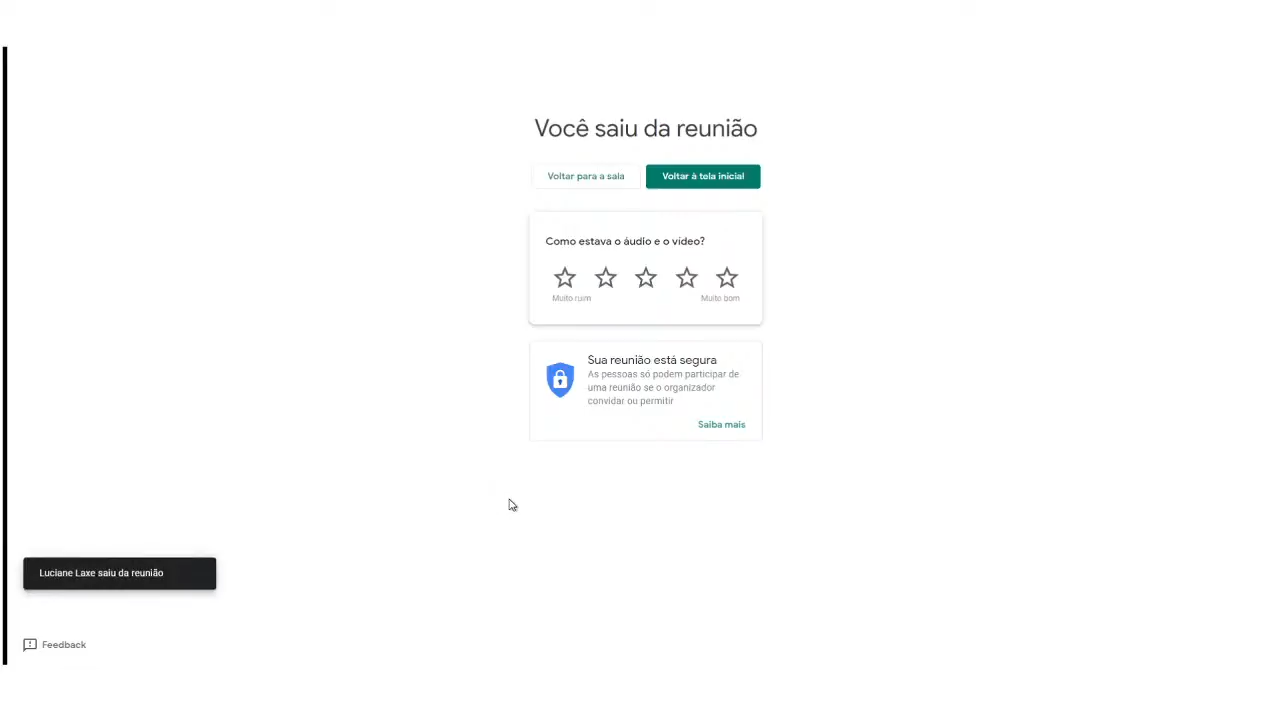 Você saiu da reunião
Voltar para a sala
Voltar à tela inicial
Como estava o áudio e o vídeo?
Muito ruim
Muito bom
Sua reunião está segura
As pessoas só podem participar de
uma reunião se o organizador
convidar ou permitir
Saiba mais
Luciane Laxe saiu da reunião
Feedback